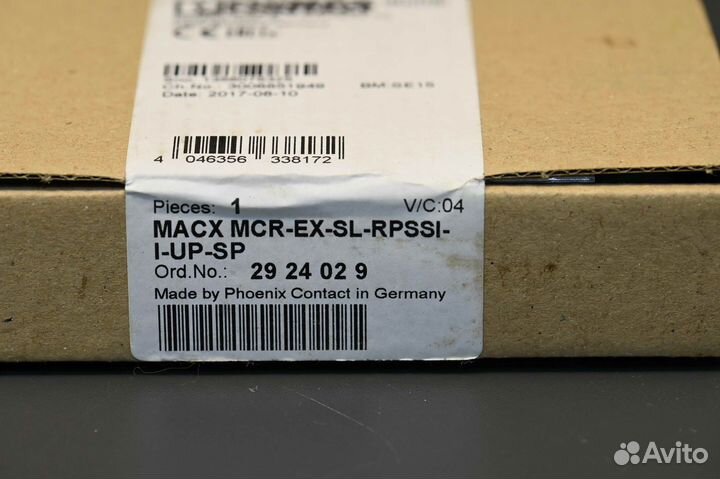 Date: 2017-08-10
4 046356 338172
Pieces: 1 V/C:04
MACX MCR-EX-SL-RPSSI-
I-UP-SP
Ord.No.: 29 24 02 9
Made by Phoenix Contact in Germany
Avito